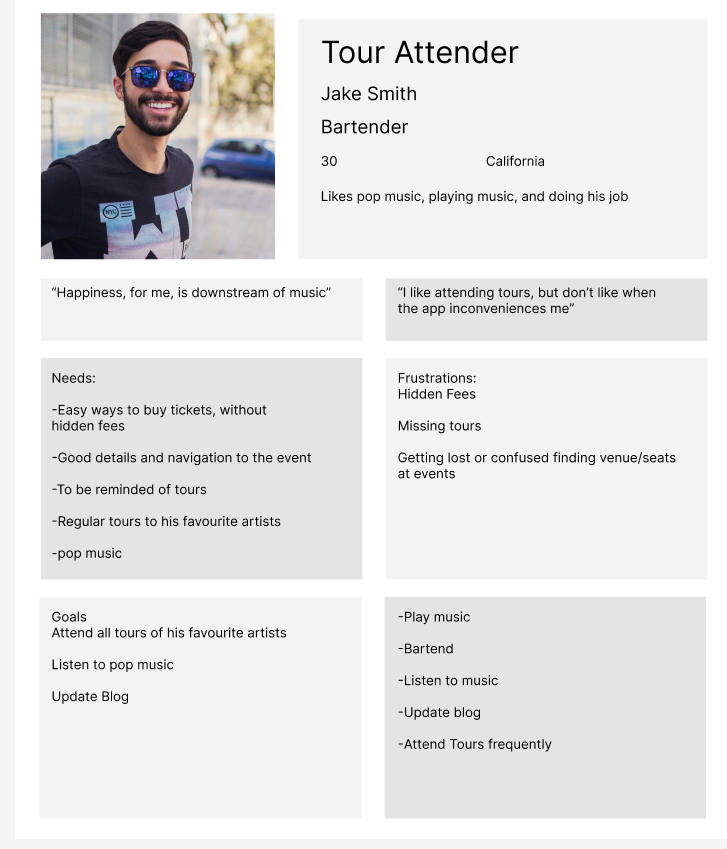 Tour Attender
Jake Smith
Bartender
30 California
Likes pop music, playing music, and doing his job
NYC
“Happiness, for me, is downstream of music”
“I like attending tours, but don’t like when
the app inconveniences me”
Needs:
-Easy ways to buy tickets, without
hidden fees
-Good details and navigation to the event
-To be reminded of tours
-Regular tours to his favourite artists
-pop music
Frustrations:
Hidden Fees
Missing tours
Getting lost or confused finding venue/seats
at events
Goals
Attend all tours of his favourite artists
Listen to pop music
Update Blog
-Play music
-Bartend
-Listen to music
-Update blog
-Attend Tours frequently